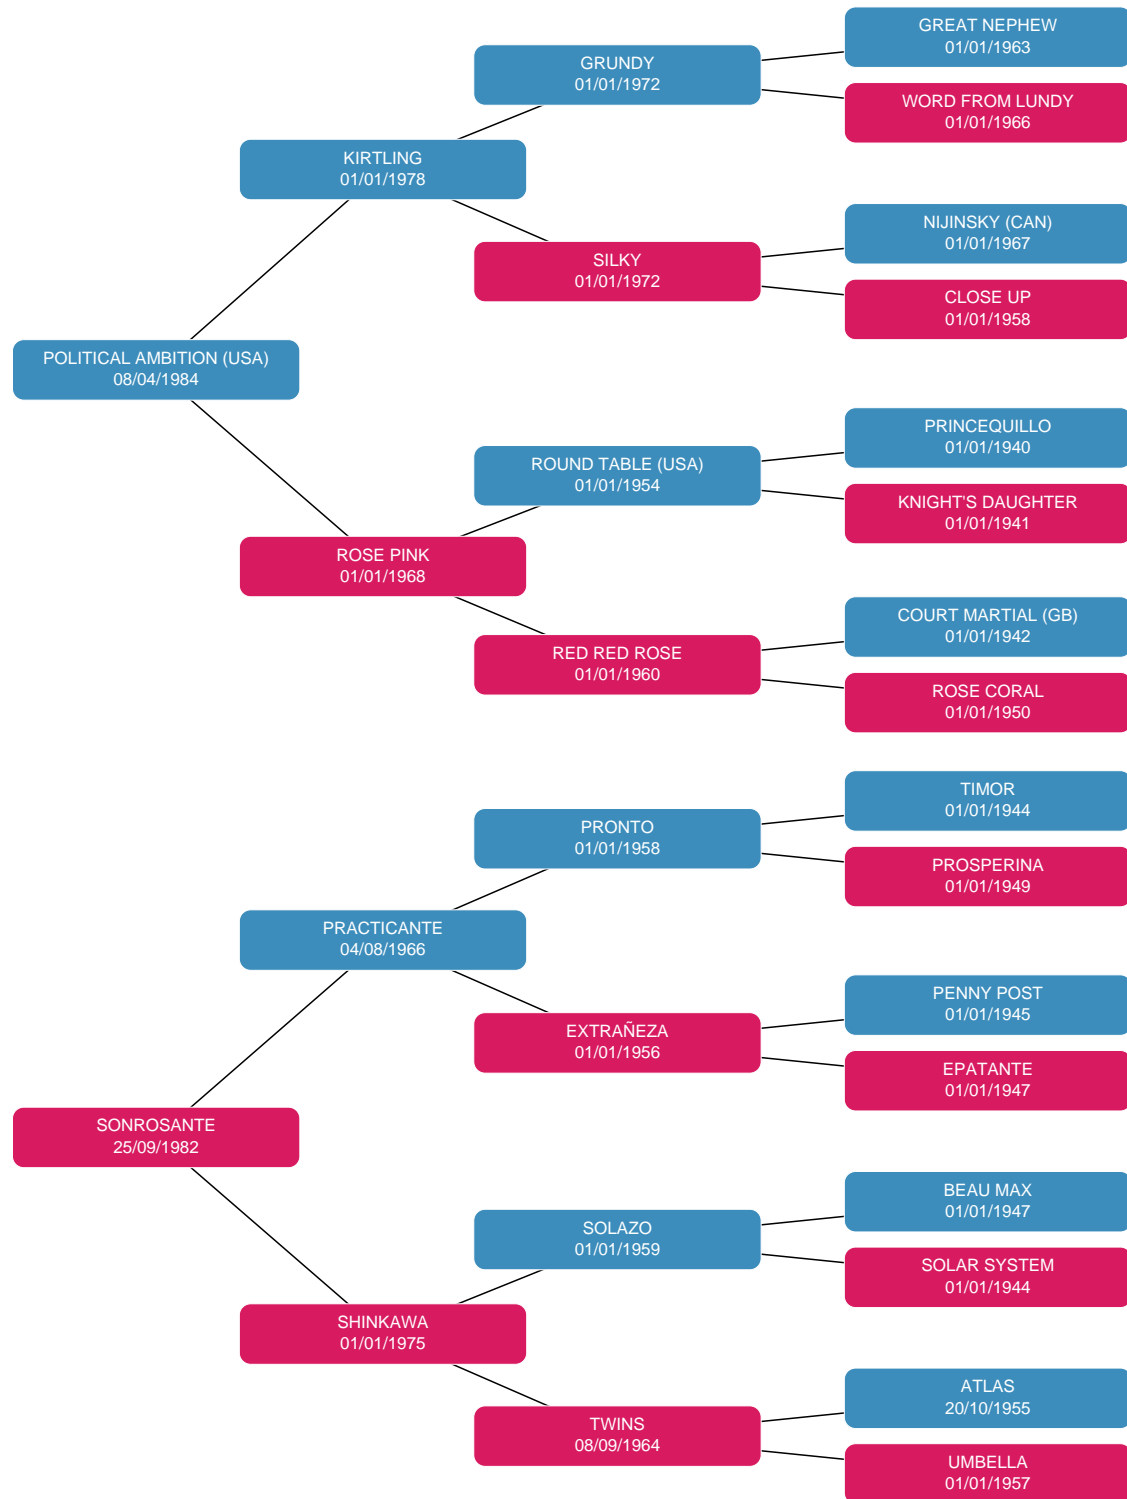 GREAT NEPHEW
01/01/1963
GRUNDY
01/01/1972
WORD FROM LUNDY
01/01/1966
KIRTLING
01/01/1978
NIJINSKY (CAN)
01/01/1967
SILKY
01/01/1972
CLOSE UP
01/01/1958
POLITICAL AMBITION (USA)
08/04/1984
PRINCEQUILLO
01/01/1940
ROUND TABLE (USA)
01/01/1954
KNIGHT'S DAUGHTER
01/01/1941
ROSE PINK
01/01/1968
COURT MARTIAL (GB)
01/01/1942
RED RED ROSE
01/01/1960
ROSE CORAL
01/01/1950
TIMOR
01/01/1944
PRONTO
01/01/1958
PROSPERINA
01/01/1949
PRACTICANTE
04/08/1966
PENNY POST
01/01/1945
EXTRAÑEZA
01/01/1956
EPATANTE
01/01/1947
SONROSANTE
25/09/1982
BEAU MAX
01/01/1947
SOLAZO
01/01/1959
SOLAR SYSTEM
01/01/1944
SHINKAWA
01/01/1975
ATLAS
20/10/1955
TWINS
08/09/1964
UMBELLA
01/01/1957